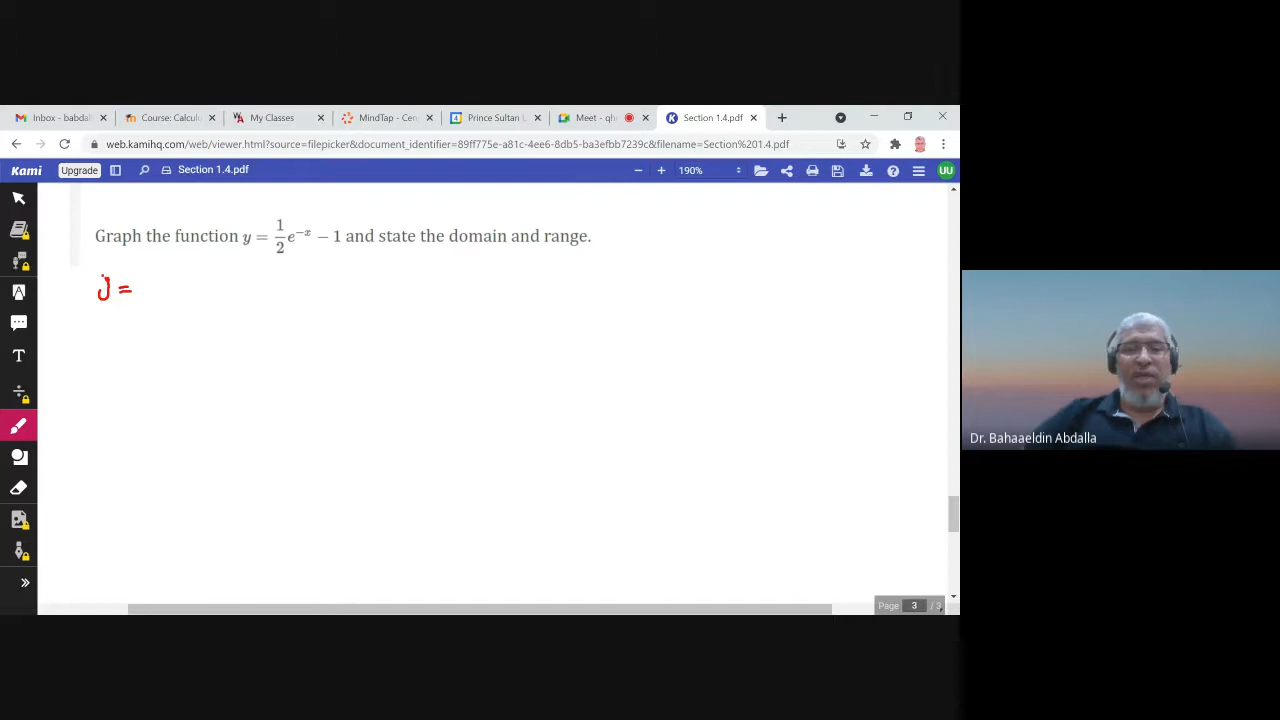 Inbox - babdal
Course: Calculu
My Classes
MindTap - Cen
Prince Sultan U
Meet - qh
Section 1.4.pdf
web.kamihq.com/web/viewer.html?source=filepicker&document_identifier=89ff775e-a81c-4ee6-8db5-ba3efbb7239c&filename=Section%201.4.pdf
Kami
Upgrade
Section 1.4.pdf
190%
UU
Graph the function y = 1/2 e^{-x} − 1 and state the domain and range.
y =
Dr. Bahaaeldin Abdalla
Page 3 / 3